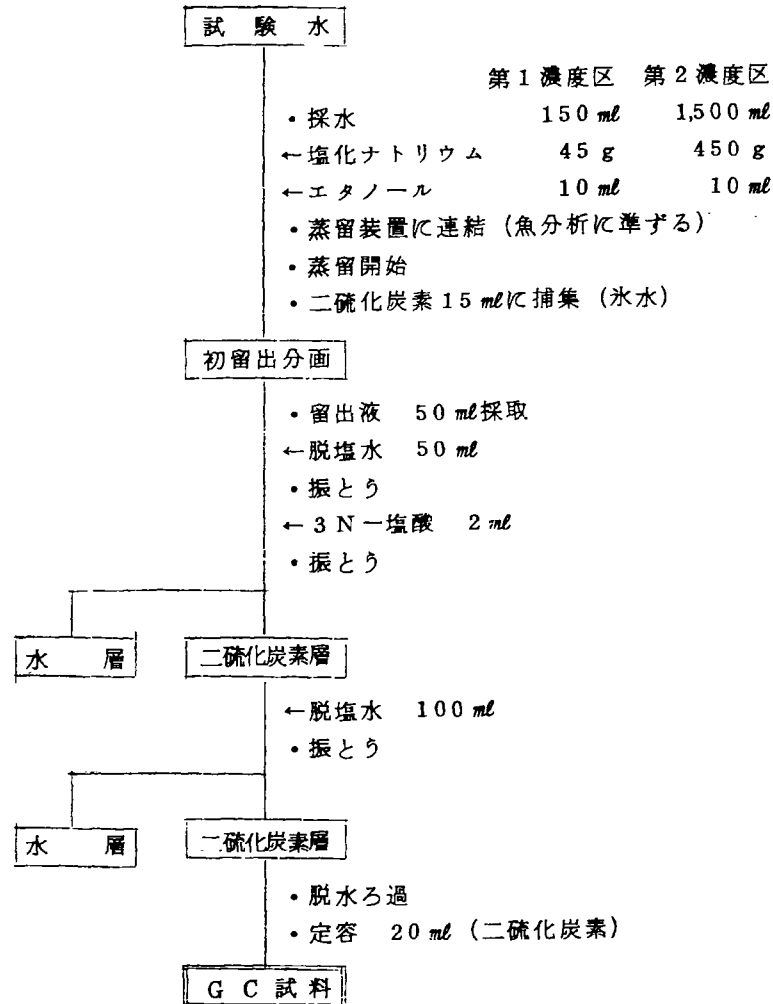 試験水
第1濃度区 第2濃度区
・採水 150 ml 1,500 ml
←塩化ナトリウム 45 g 450 g
←エタノール 10 ml 10 ml
・蒸留装置に連結 (魚分析に準ずる)
・蒸留開始
・二硫化炭素 15 mlに捕集 (氷水)
初留出分画
・留出液 50 ml採取
←脱塩水 50 ml
・振とう
←3N-塩酸 2 ml
・振とう
水層 二硫化炭素層
←脱塩水 100 ml
・振とう
水層 二硫化炭素層
・脱水ろ過
・定容 20 ml (二硫化炭素)
GC試料